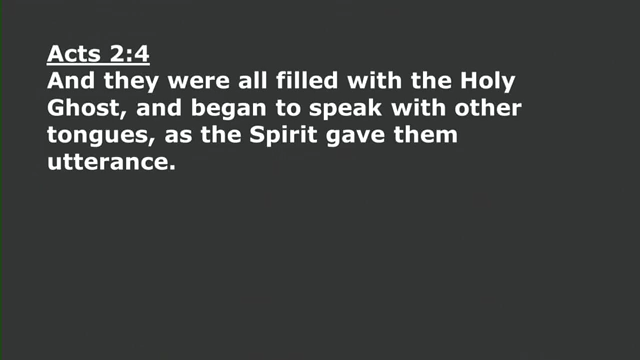 Acts 2:4
And they were all filled with the Holy
Ghost, and began to speak with other
tongues, as the Spirit gave them
utterance.